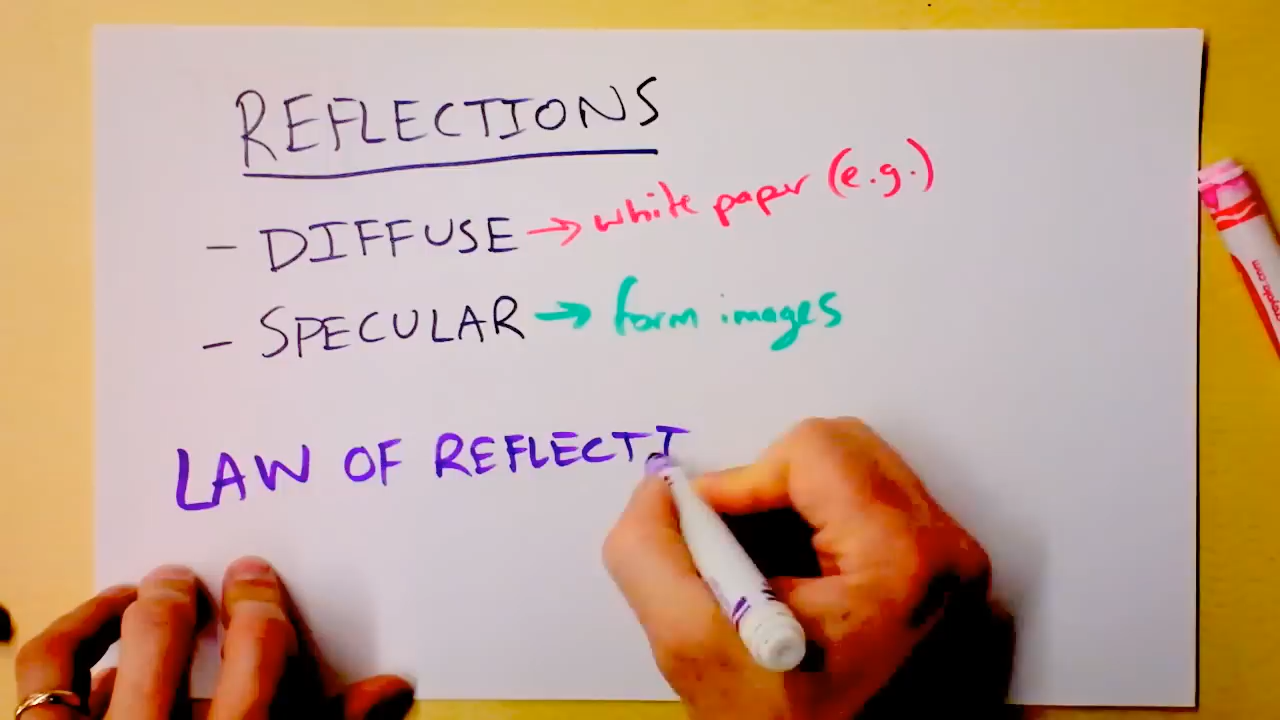 REFLECTIONS
- DIFFUSE → white paper (e.g.)
- SPECULAR → form images
LAW OF REFLECTI